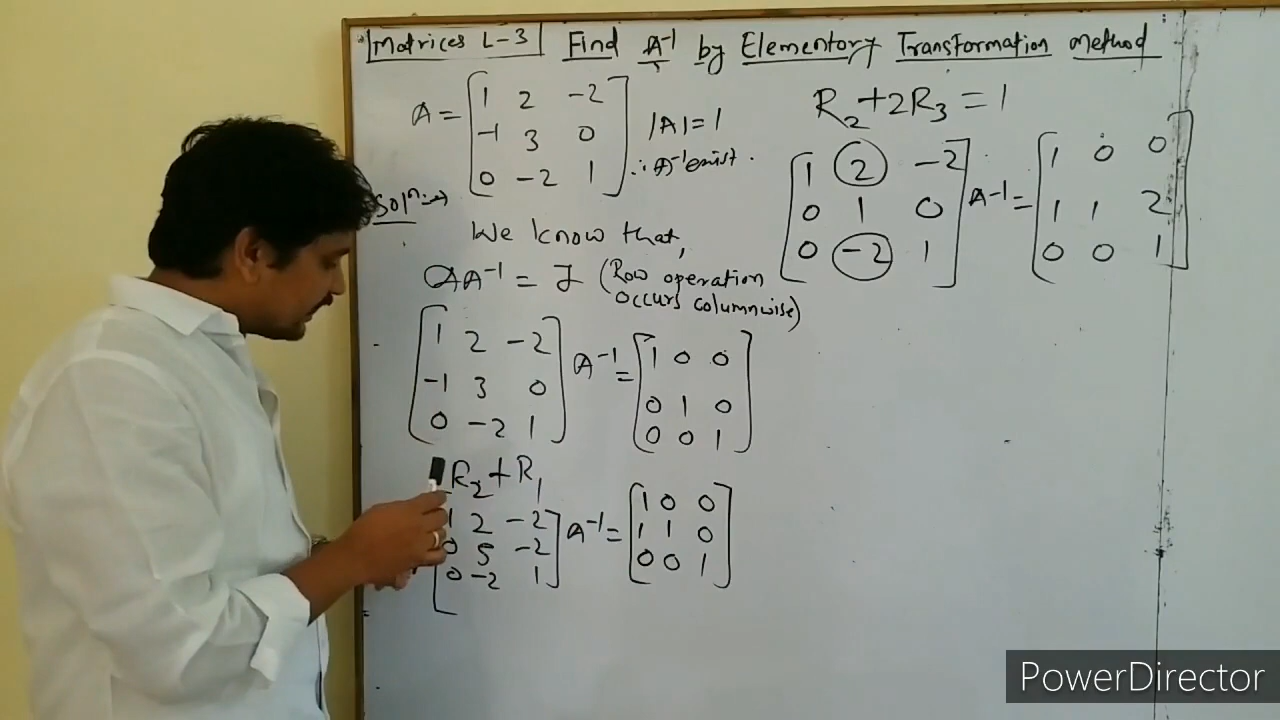 Matrices L-3 Find A⁻¹ by Elementary Transformation method
A = [1 2 -2
-1 3 0
0 -2 1]
|A| = 1
∴ A⁻¹ exist.
Solⁿ :→
We know that,
AA⁻¹ = I (Row operation
occurs columnwise)
[1 2 -2
-1 3 0
0 -2 1] A⁻¹ = [1 0 0
0 1 0
0 0 1]
R₂ + R₁
[1 2 -2
0 5 -2
0 -2 1] A⁻¹ = [1 0 0
1 1 0
0 0 1]
R₂ + 2R₃ = 1
[1 2 -2
0 1 0
0 -2 1] A⁻¹ = [1 0 0
1 1 2
0 0 1]
PowerDirector